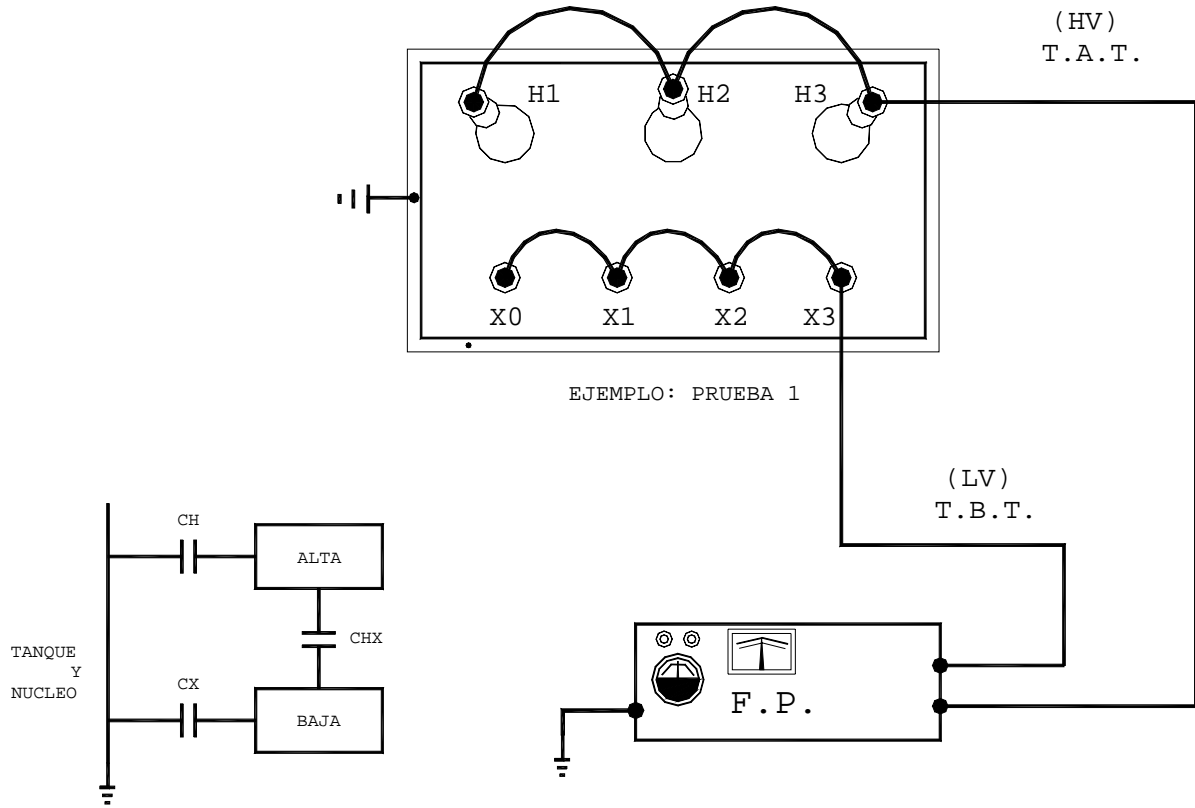 (HV)
T.A.T.
H1
H2
H3
X0
X1
X2
X3
EJEMPLO: PRUEBA 1
(LV)
T.B.T.
CH
ALTA
CHX
TANQUE
Y
NUCLEO
CX
BAJA
F.P.